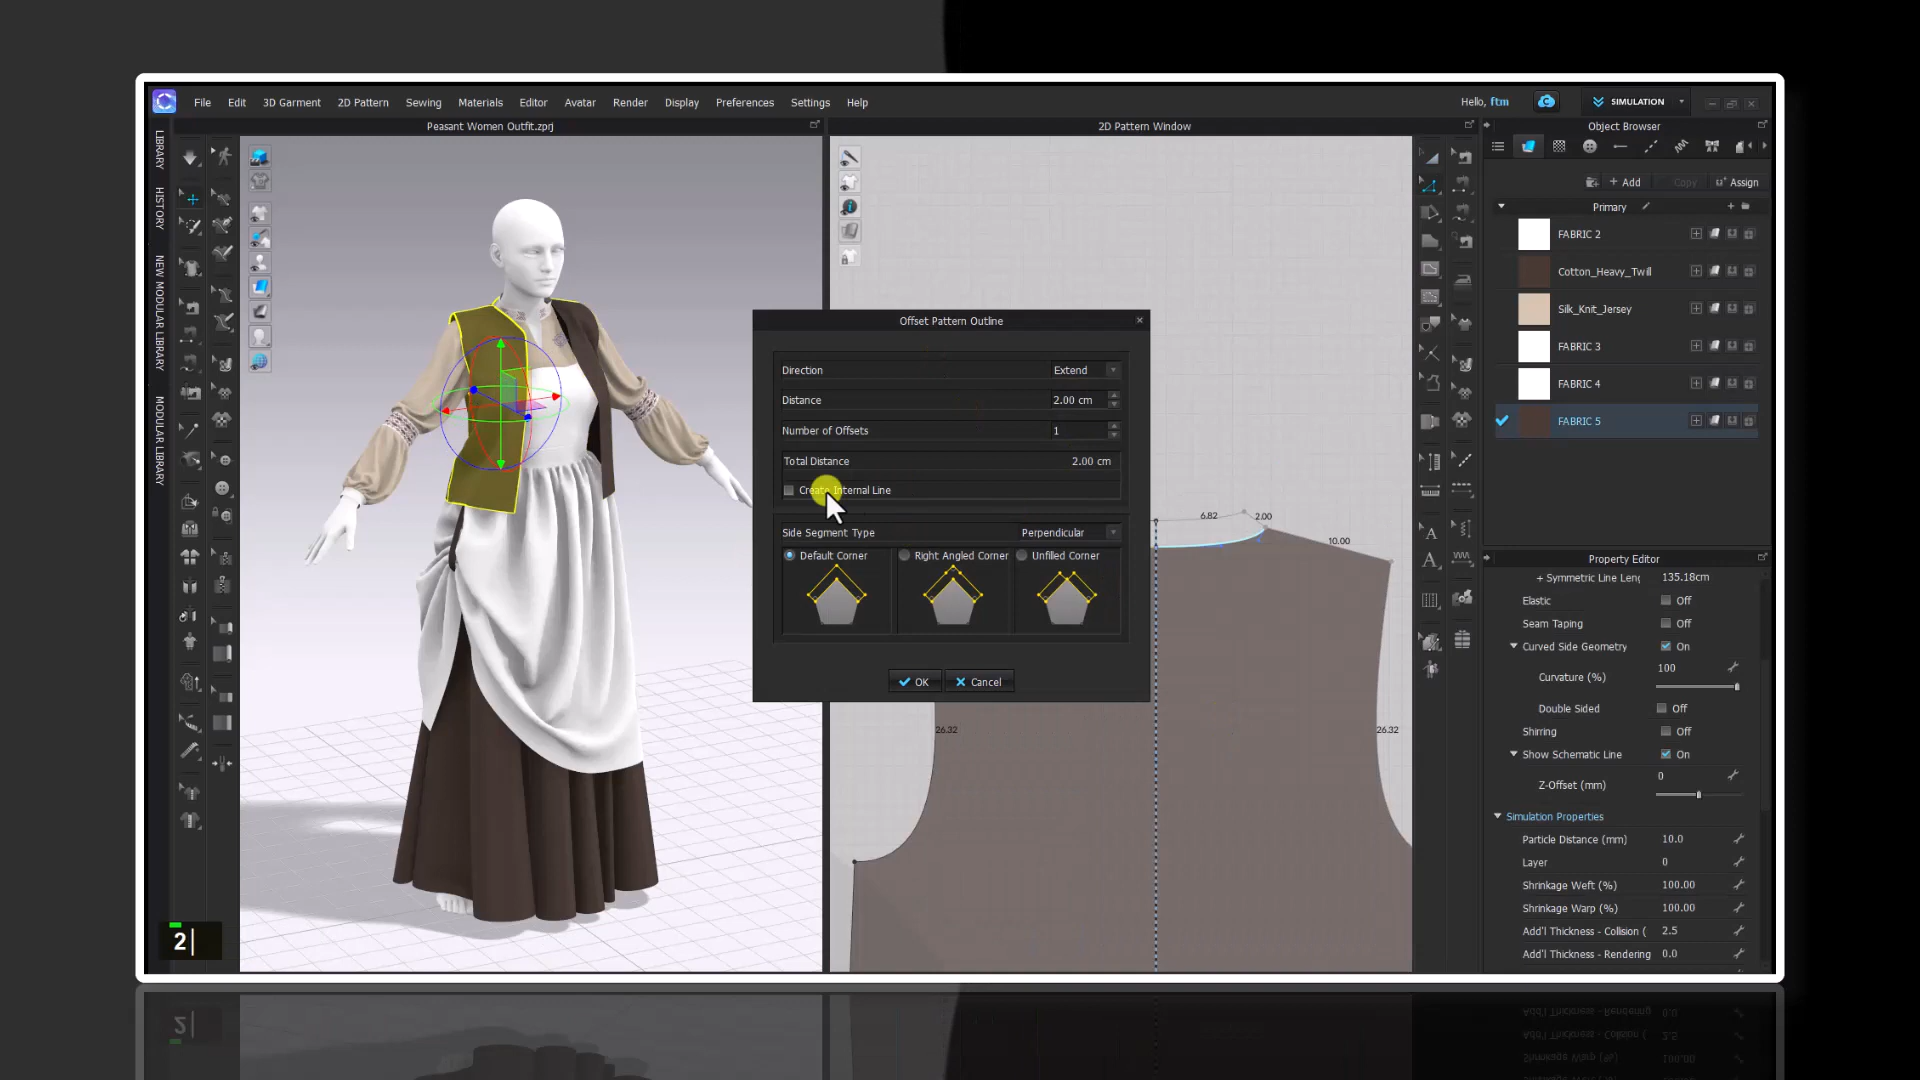 File Edit 3D Garment 2D Pattern Sewing Materials Editor Avatar Render Display Preferences Settings Help
Hello, ftm
SIMULATION
Peasant Women Outfit.zprj
2D Pattern Window
Object Browser
LIBRARY
HISTORY
NEW MODULAR LIBRARY
MODULAR LIBRARY
+ Add
Copy
Assign
Primary
FABRIC 2
Cotton_Heavy_Twill
Silk_Knit_Jersey
FABRIC 3
FABRIC 4
FABRIC 5
Offset Pattern Outline
Direction Extend
Distance 2.00 cm
Number of Offsets 1
Total Distance 2.00 cm
Create Internal Line
Side Segment Type Perpendicular
Default Corner Right Angled Corner Unfilled Corner
OK Cancel
6.82
2.00
10.00
26.32
26.32
Property Editor
+ Symmetric Line Leng 135.18cm
Elastic Off
Seam Taping Off
Curved Side Geometry On
100
Curvature (%)
Double Sided Off
Shirring Off
Show Schematic Line On
0
Z-Offset (mm)
Simulation Properties
Particle Distance (mm) 10.0
Layer 0
Shrinkage Weft (%) 100.00
Shrinkage Warp (%) 100.00
Add'l Thickness - Collision ( 2.5
Add'l Thickness - Rendering 0.0
2